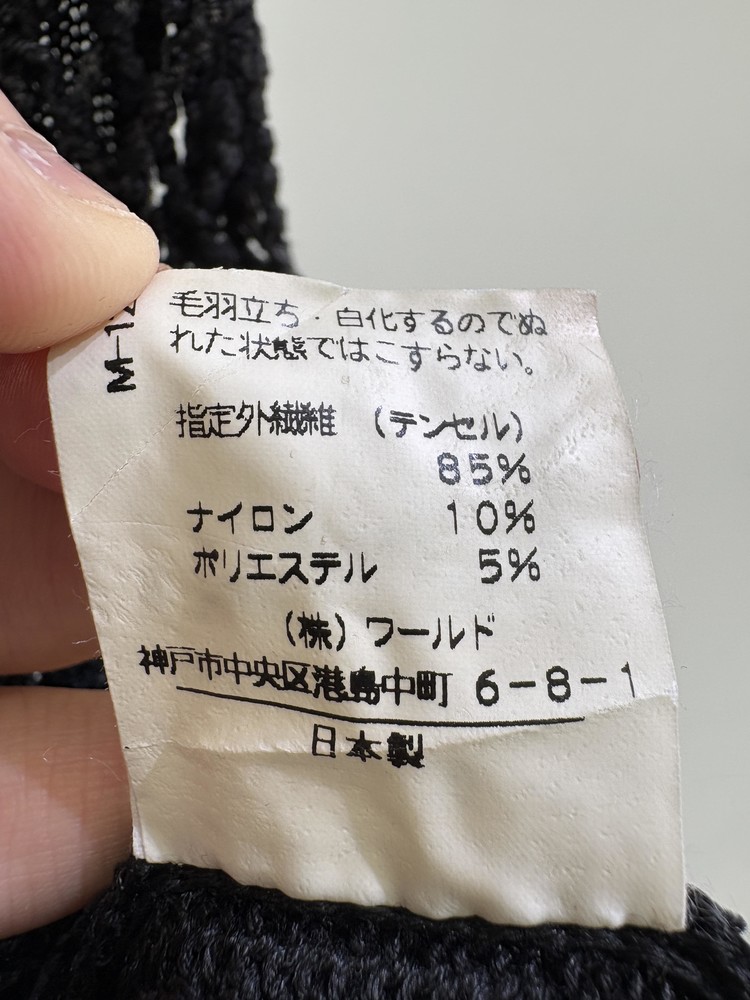 毛羽立ち・白化するのでぬ
れた状態ではこすらない。
指定外繊維 (テンセル)
85%
ナイロン 10%
ポリエステル 5%
(株)ワールド
神戸市中央区港島中町 6-8-1
日本製